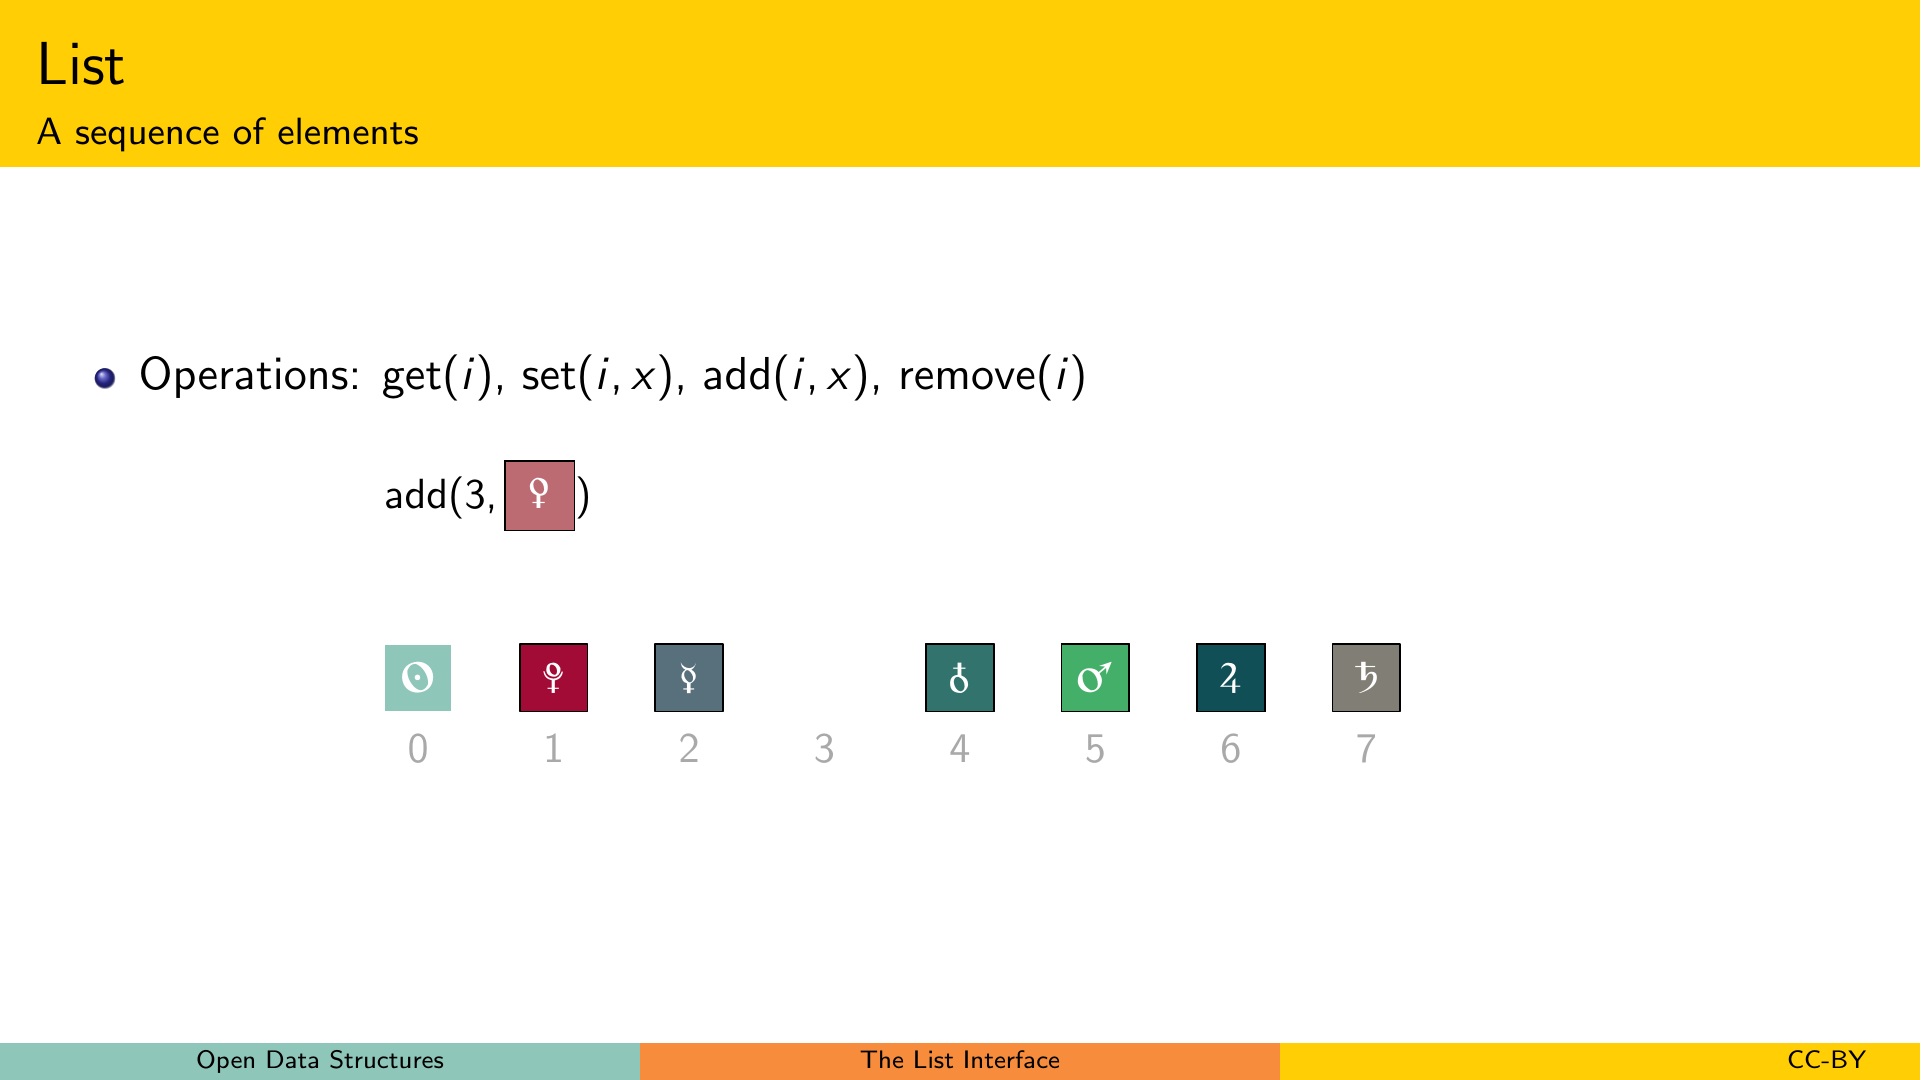 List
A sequence of elements
Operations: get(i), set(i, x), add(i, x), remove(i)
add(3, ♀)
☉ ♇ ☿ ♁ ♂ ♃ ♄
0 1 2 3 4 5 6 7
Open Data Structures The List Interface CC-BY